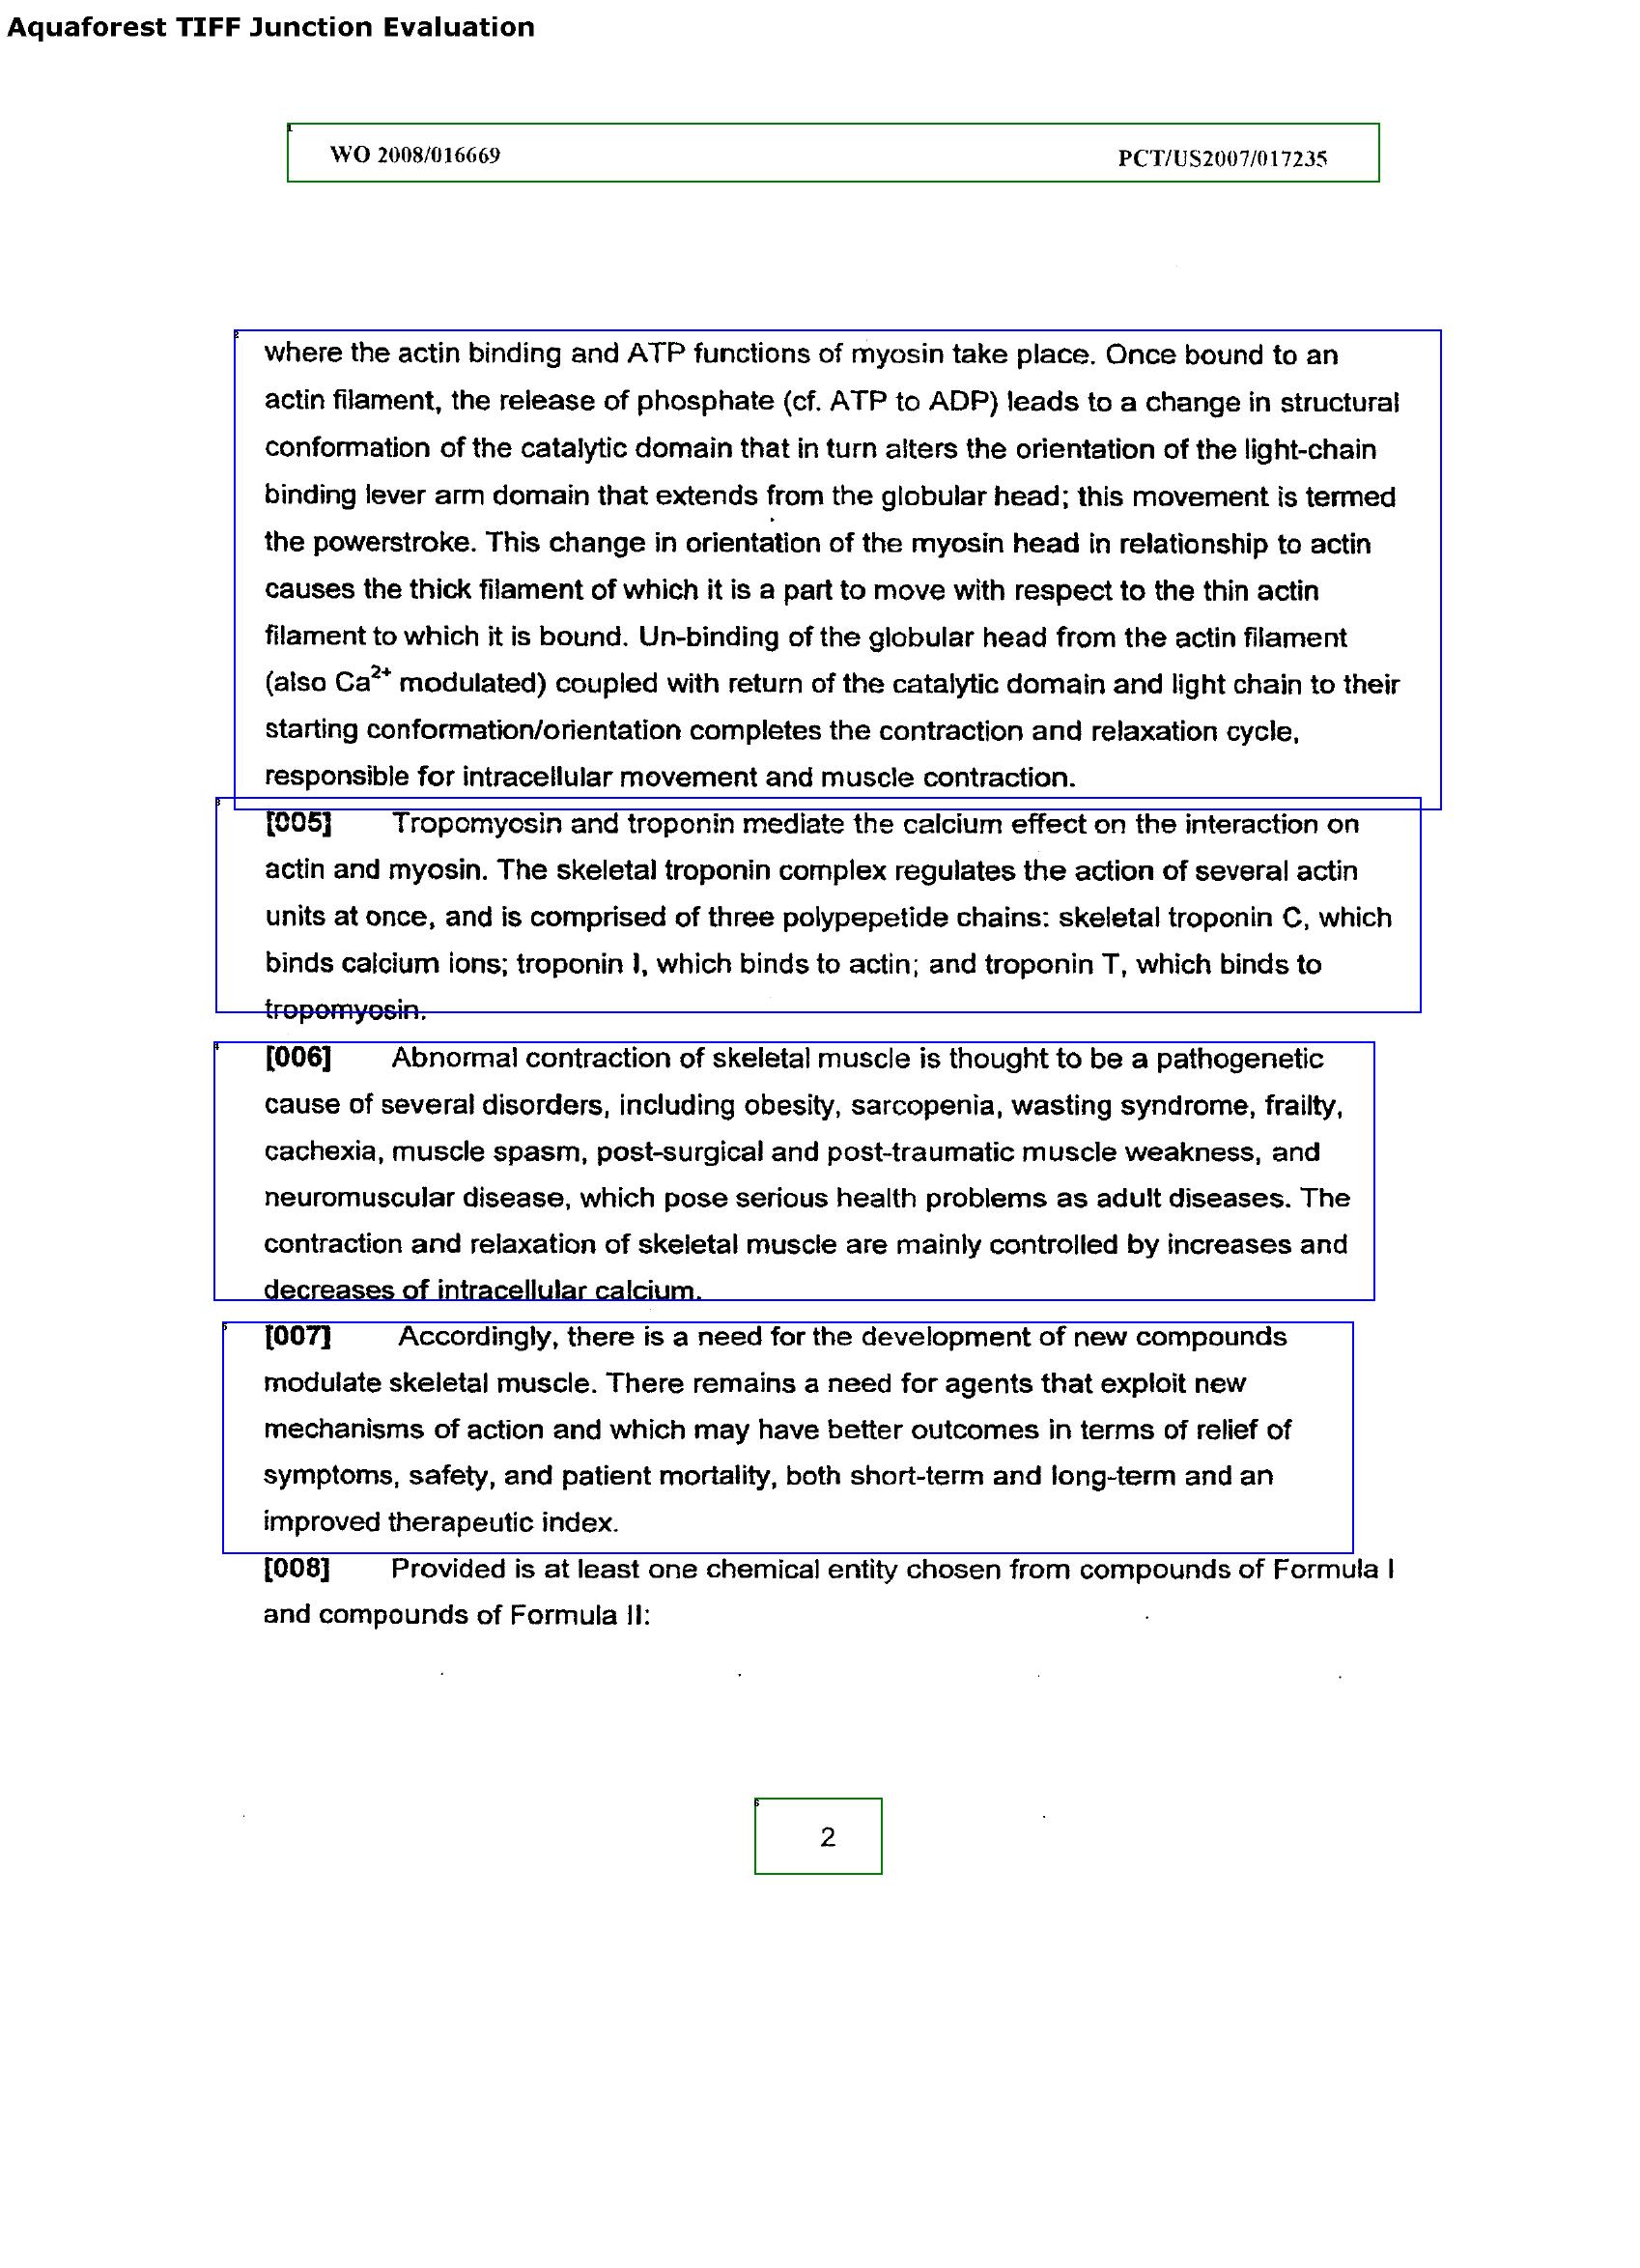 Aquaforest TIFF Junction Evaluation
WO 2008/016669 PCT/US2007/017235
where the actin binding and ATP functions of myosin take place. Once bound to an
actin filament, the release of phosphate (cf. ATP to ADP) leads to a change in structural
conformation of the catalytic domain that in turn alters the orientation of the light-chain
binding lever arm domain that extends from the globular head; this movement is termed
the powerstroke. This change in orientation of the myosin head in relationship to actin
causes the thick filament of which it is a part to move with respect to the thin actin
filament to which it is bound. Un-binding of the globular head from the actin filament
(also Ca²⁺ modulated) coupled with return of the catalytic domain and light chain to their
starting conformation/orientation completes the contraction and relaxation cycle,
responsible for intracellular movement and muscle contraction.
[005] Tropomyosin and troponin mediate the calcium effect on the interaction on
actin and myosin. The skeletal troponin complex regulates the action of several actin
units at once, and is comprised of three polypepetide chains: skeletal troponin C, which
binds calcium ions; troponin I, which binds to actin; and troponin T, which binds to
tropomyosin.
[006] Abnormal contraction of skeletal muscle is thought to be a pathogenetic
cause of several disorders, including obesity, sarcopenia, wasting syndrome, frailty,
cachexia, muscle spasm, post-surgical and post-traumatic muscle weakness, and
neuromuscular disease, which pose serious health problems as adult diseases. The
contraction and relaxation of skeletal muscle are mainly controlled by increases and
decreases of intracellular calcium.
[007] Accordingly, there is a need for the development of new compounds
modulate skeletal muscle. There remains a need for agents that exploit new
mechanisms of action and which may have better outcomes in terms of relief of
symptoms, safety, and patient mortality, both short-term and long-term and an
improved therapeutic index.
[008] Provided is at least one chemical entity chosen from compounds of Formula I
and compounds of Formula II:
2